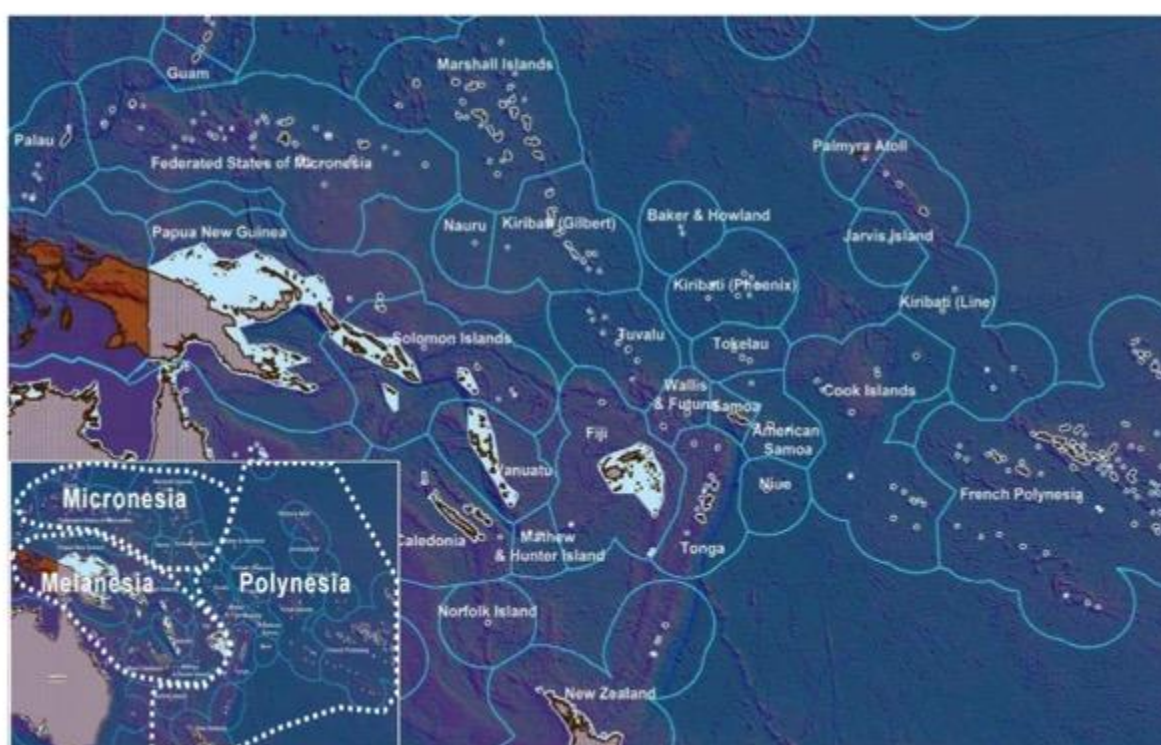 Guam
Marshall Islands
Palau
Federated States of Micronesia
Palmyra Atoll
Papua New Guinea
Nauru
Kiribati (Gilbert)
Baker & Howland
Jarvis Island
Kiribati (Phoenix)
Kiribati (Line)
Solomon Islands
Tuvalu
Tokelau
Cook Islands
Wallis
& Futuna
Samoa
American
Samoa
Fiji
Vanuatu
Niue
French Polynesia
Caledonia
Mathew
& Hunter Island
Tonga
Norfolk Island
New Zealand
Micronesia
Melanesia
Polynesia